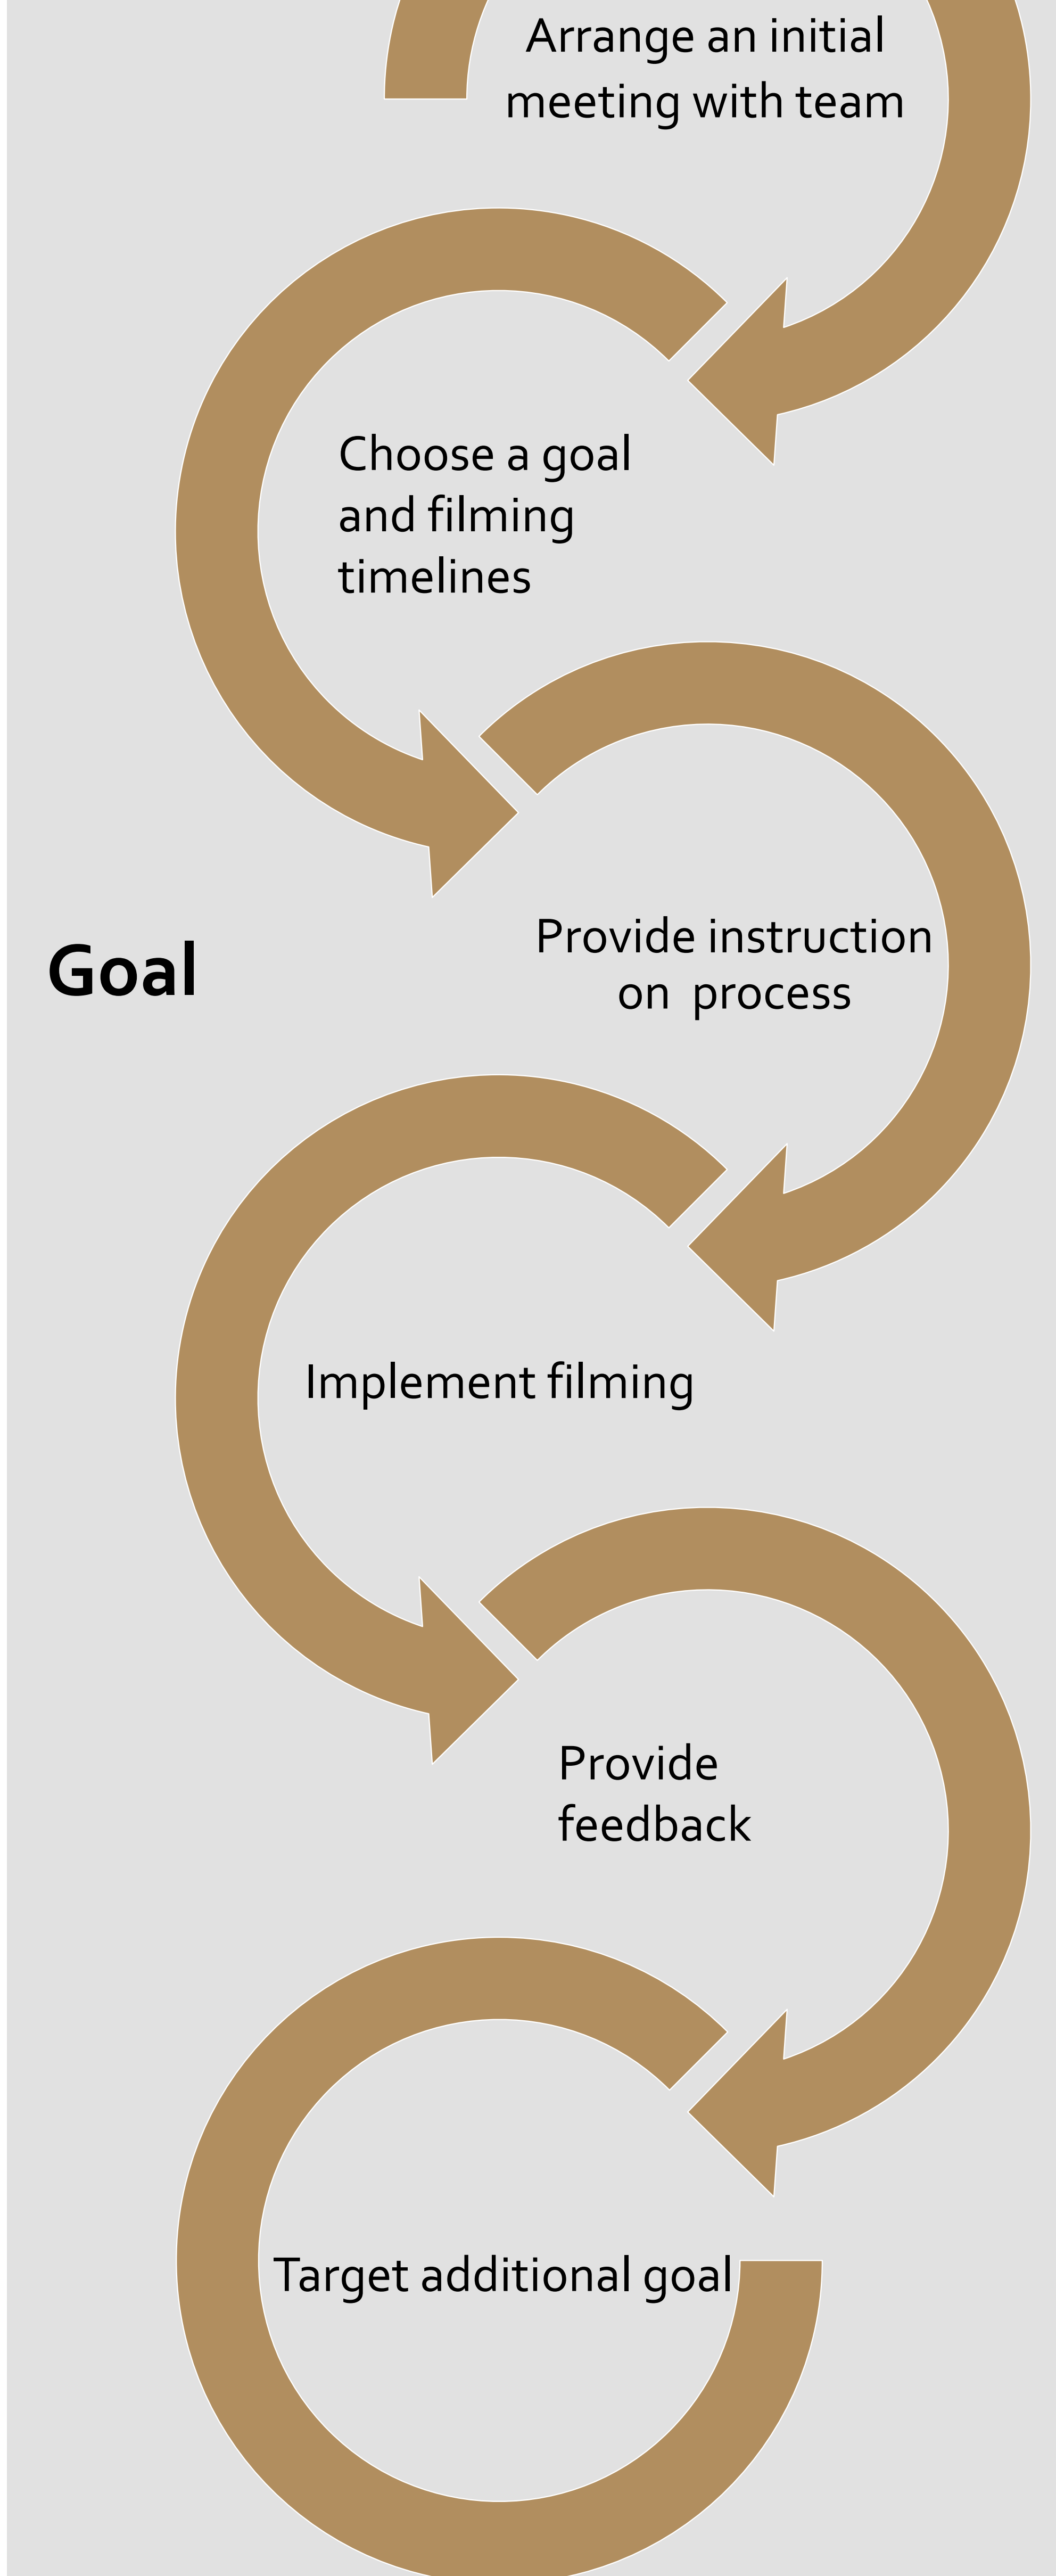 Arrange an initial
meeting with team
Choose a goal
and filming
timelines
Provide instruction
on  process
Goal
Implement filming
Provide
feedback
Target additional goal